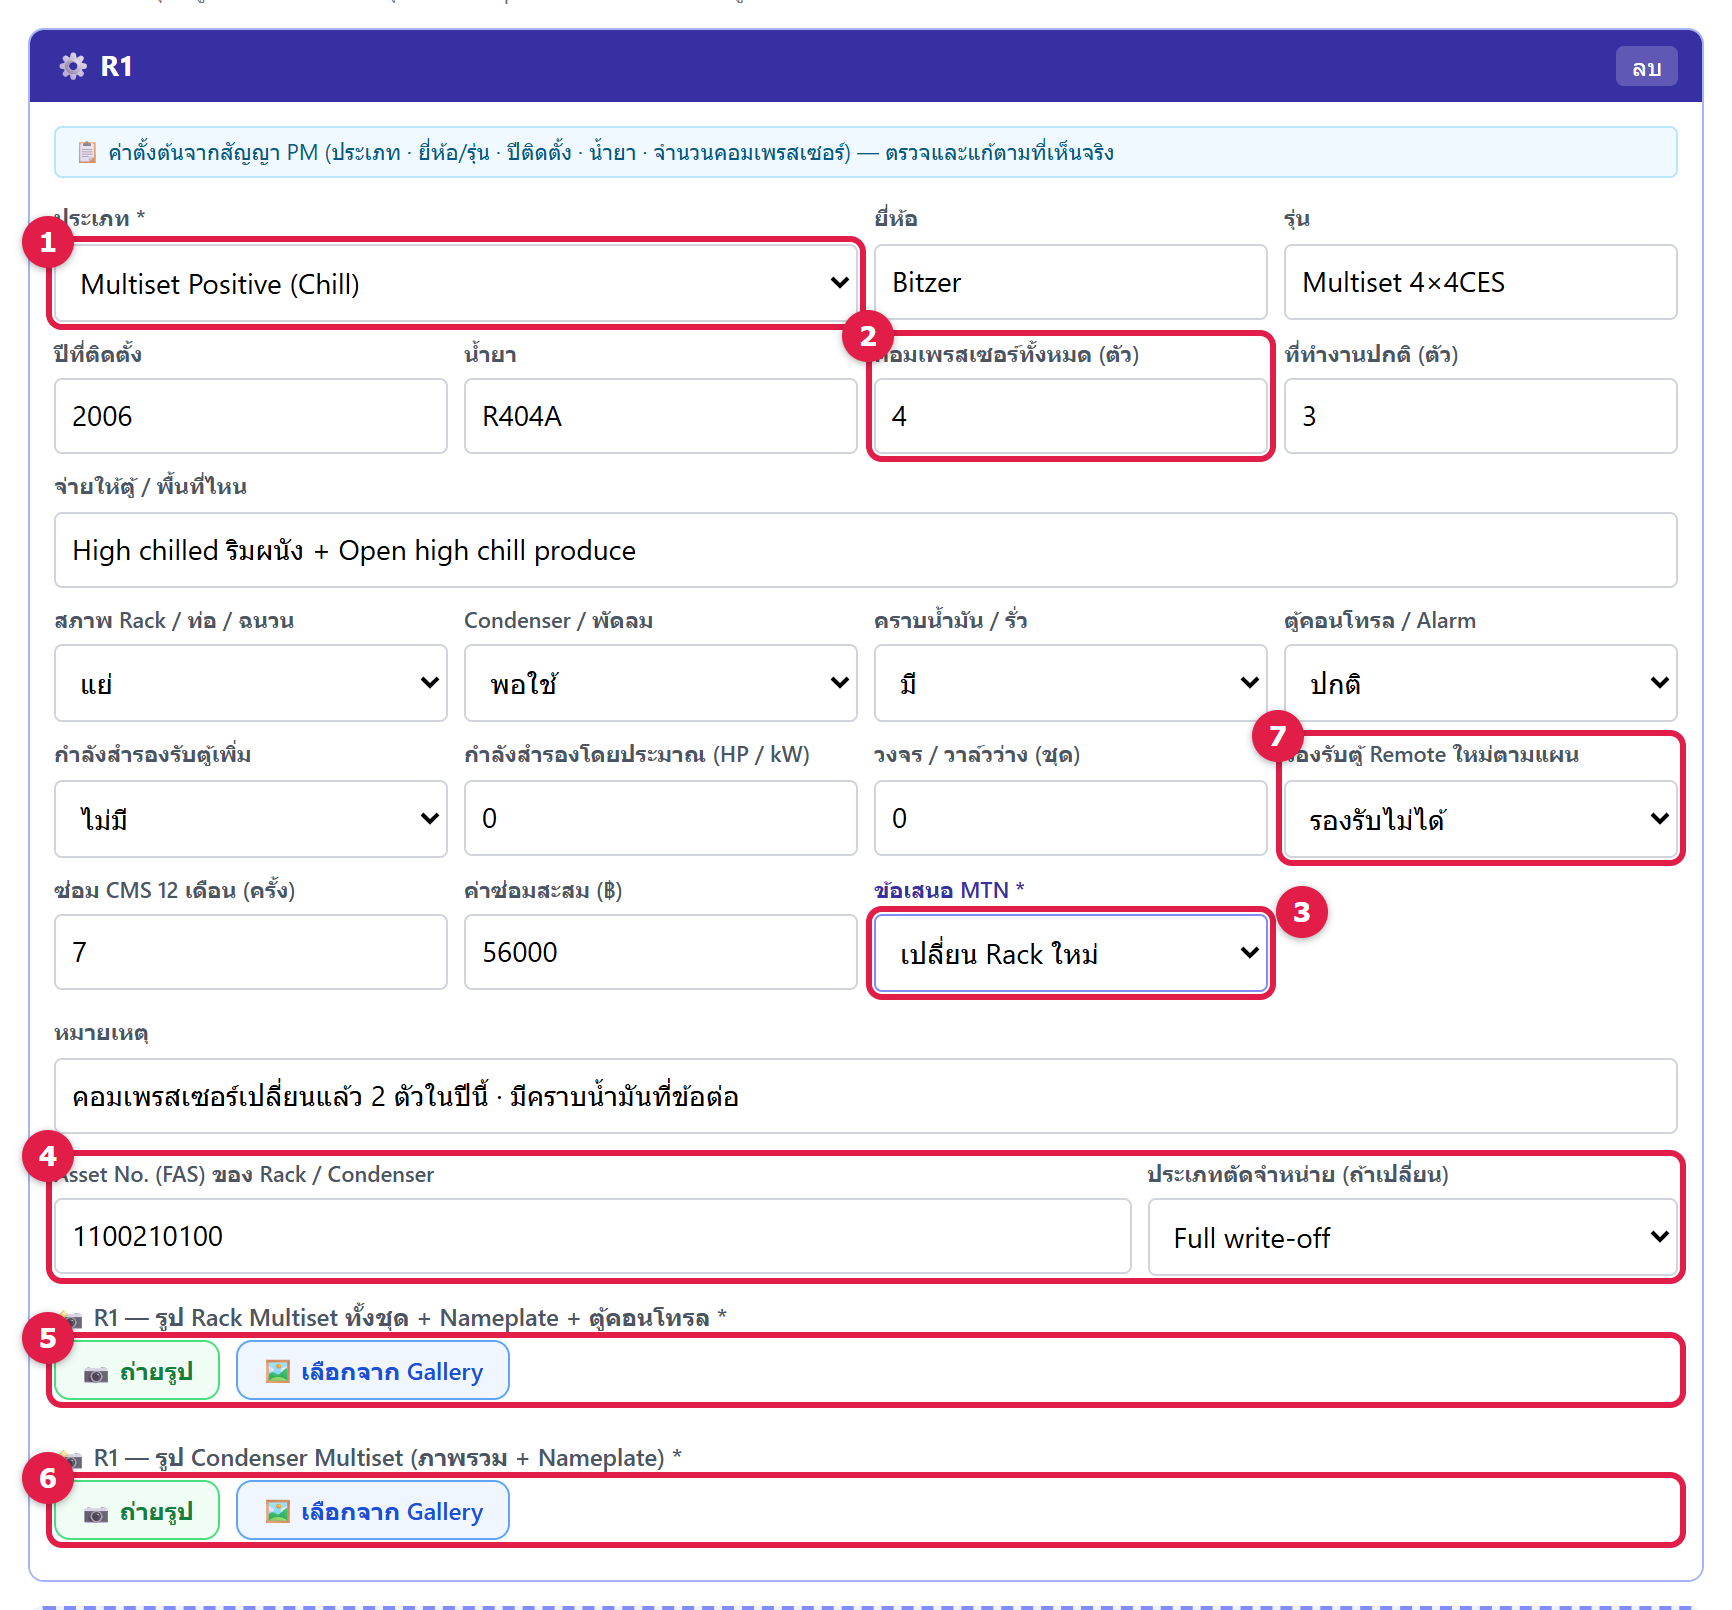 R1
ลบ
ค่าตั้งต้นจากสัญญา PM (ประเภท · ยี่ห้อ/รุ่น · ปีติดตั้ง · น้ำยา · จำนวนคอมเพรสเซอร์) — ตรวจและแก้ตามที่เห็นจริง
ประเภท * ยี่ห้อ รุ่น
1
Multiset Positive (Chill) Bitzer Multiset 4×4CES
2
ปีที่ติดตั้ง น้ำยา คอมเพรสเซอร์ทั้งหมด (ตัว) ที่ทำงานปกติ (ตัว)
2006 R404A 4 3
จ่ายให้ตู้ / พื้นที่ไหน
High chilled ริมผนัง + Open high chill produce
สภาพ Rack / ท่อ / ฉนวน Condenser / พัดลม คราบน้ำมัน / รั่ว ตู้คอนโทรล / Alarm
แย่ พอใช้ มี ปกติ
7
กำลังสำรองรับตู้เพิ่ม กำลังสำรองโดยประมาณ (HP / kW) วงจร / วาล์วว่าง (ชุด) รองรับตู้ Remote ใหม่ตามแผน
ไม่มี 0 0 รองรับไม่ได้
ซ่อม CMS 12 เดือน (ครั้ง) ค่าซ่อมสะสม (฿) ข้อเสนอ MTN *
3
7 56000 เปลี่ยน Rack ใหม่
หมายเหตุ
คอมเพรสเซอร์เปลี่ยนแล้ว 2 ตัวในปีนี้ · มีคราบน้ำมันที่ข้อต่อ
4
Asset No. (FAS) ของ Rack / Condenser ประเภทตัดจำหน่าย (ถ้าเปลี่ยน)
1100210100 Full write-off
R1 — รูป Rack Multiset ทั้งชุด + Nameplate + ตู้คอนโทรล *
5
ถ่ายรูป เลือกจาก Gallery
R1 — รูป Condenser Multiset (ภาพรวม + Nameplate) *
6
ถ่ายรูป เลือกจาก Gallery